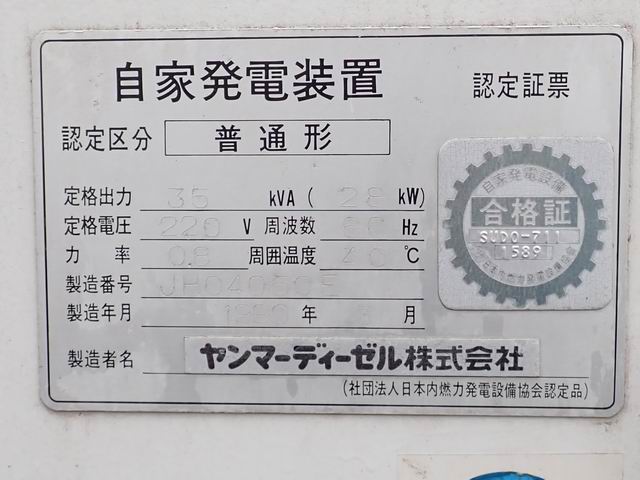 自家発電装置
認定証票
認定区分 普通形
定格出力 35 kVA ( 28 kW)
定格電圧 220 V 周波数 60 Hz
力 率 0.8 周囲温度 40 ℃
製造番号
製造年月 年 月
製造者名 ヤンマーディーゼル株式会社
(社団法人日本内燃力発電設備協会認定品)
自家発電設備
合格証
SUDO-711
1589